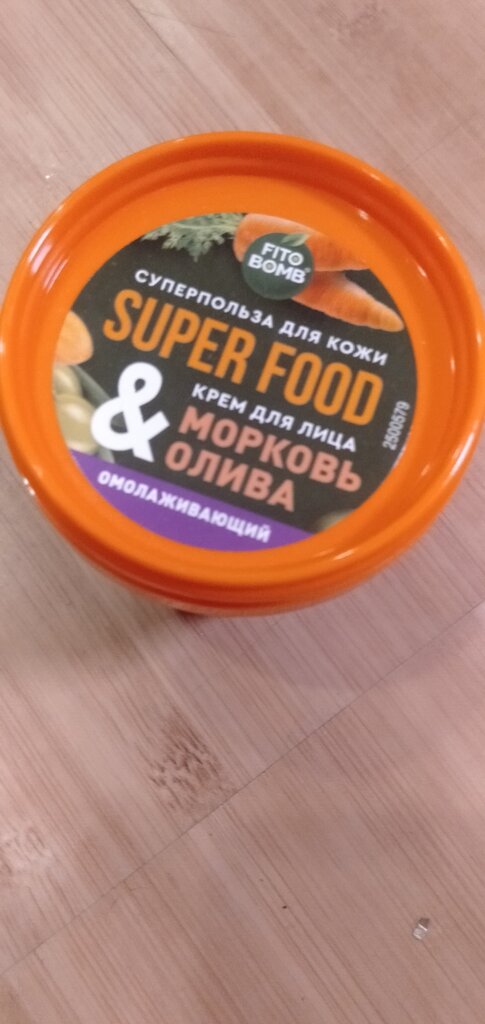 FITO
BOMB®
СУПЕРПОЛЬЗА ДЛЯ КОЖИ
SUPER FOOD
КРЕМ ДЛЯ ЛИЦА
МОРКОВЬ
& ОЛИВА
ОМОЛАЖИВАЮЩИЙ
2500579